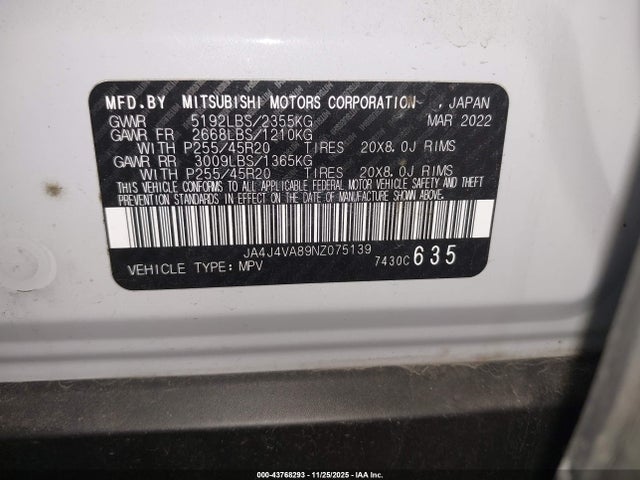 MFD.BY MITSUBISHI MOTORS CORPORATION , JAPAN
GVWR 5192LBS/2355KG MAR 2022
GAWR FR 2668LBS/1210KG
WITH P255/45R20 TIRES 20X8.0J RIMS
GAWR RR 3009LBS/1365KG
WITH P255/45R20 TIRES 20X8.0J RIMS
THIS VEHICLE CONFORMS TO ALL APPLICABLE FEDERAL MOTOR VEHICLE SAFETY AND THEFT
PREVENTION STANDARDS IN EFFECT ON THE DATE OF MANUFACTURE SHOWN ABOVE.
JA4J4VA89NZ075139
VEHICLE TYPE: MPV 7430C 635
000-43768293 - 11/25/2025 - IAA Inc.